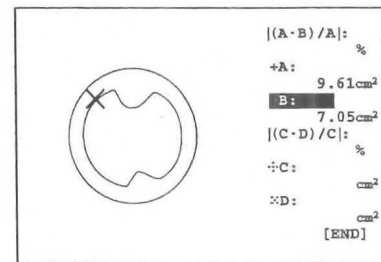 |(A·B)/A|:
%
+A:
9.61cm²
B:
7.05cm²
|(C·D)/C|:
%
÷C:
cm²
×D:
cm²
[END]